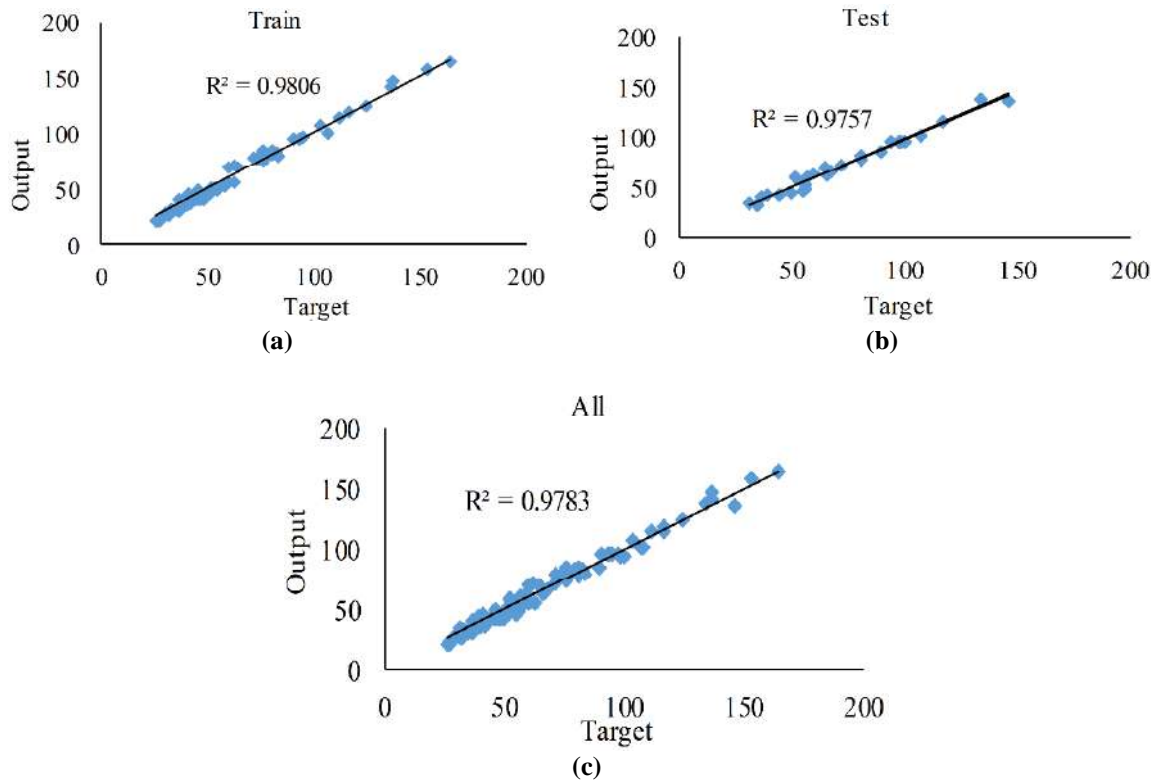 Train
200
150
100
50
0
R² = 0.9806
Output
0 50 100 150 200
Target
(a)
Test
200
150
100
50
0
R² = 0.9757
Output
0 50 100 150 200
Target
(b)
All
200
150
100
50
0
R² = 0.9783
Output
0 50 100 150 200
Target
(c)